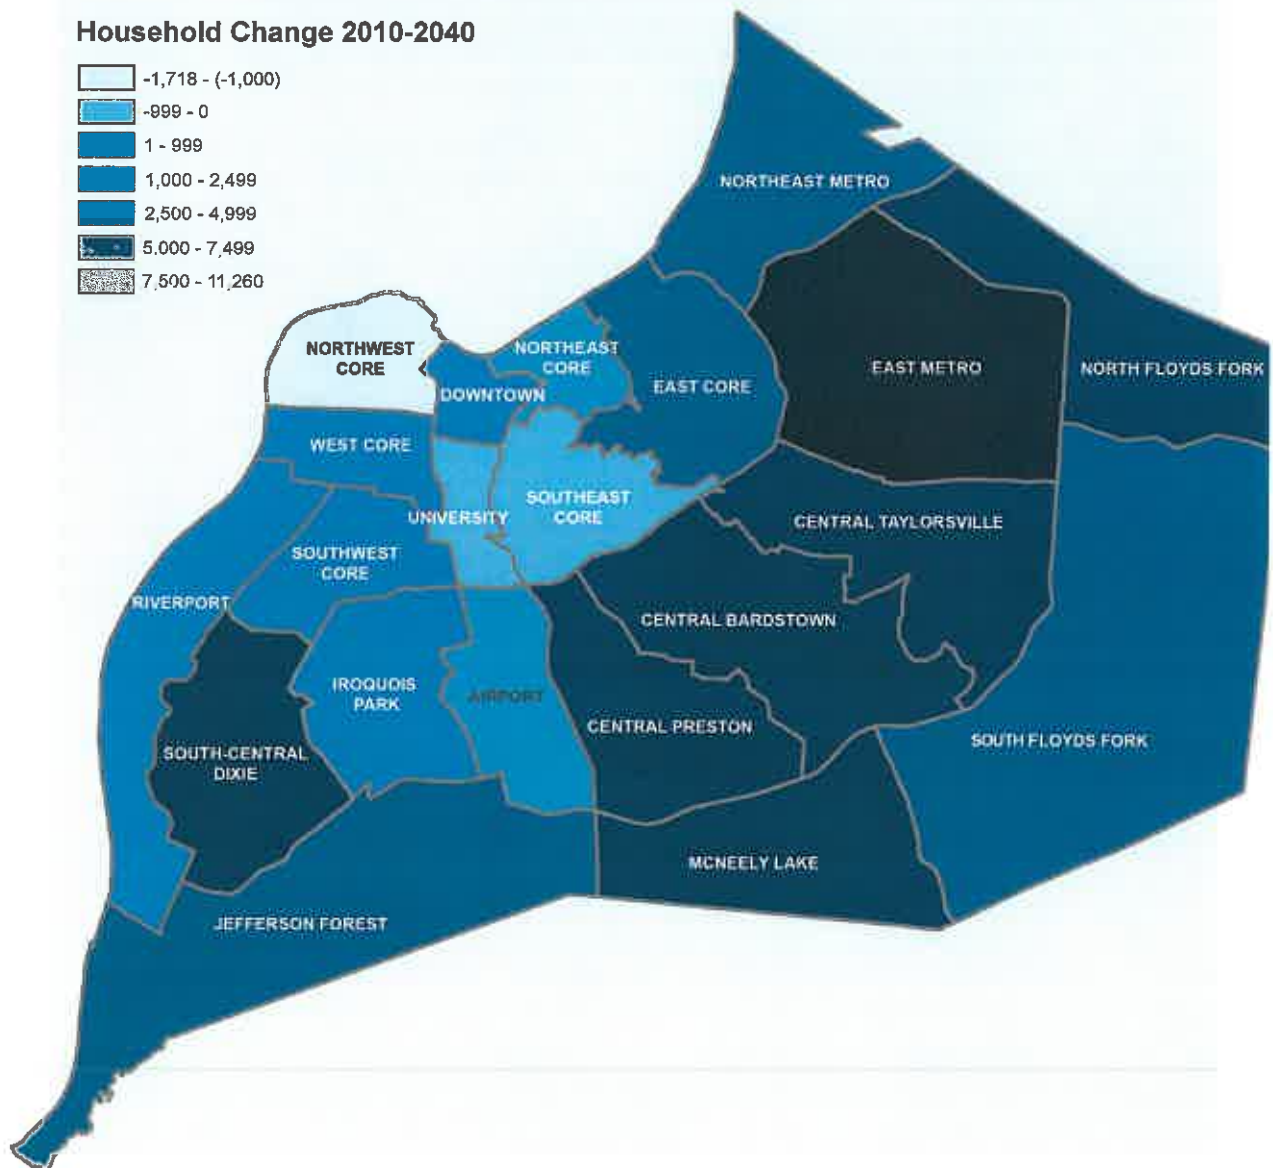 Household Change 2010-2040
-1,718 - (-1,000)
-999 - 0
1 - 999
1,000 - 2,499
2,500 - 4,999
5,000 - 7,499
7,500 - 11,260
NORTHEAST METRO
NORTHWEST
CORE
NORTHEAST
CORE
DOWNTOWN
EAST CORE
EAST METRO
NORTH FLOYDS FORK
WEST CORE
UNIVERSITY
SOUTHEAST
CORE
CENTRAL TAYLORSVILLE
SOUTHWEST
CORE
RIVERPORT
CENTRAL BARDSTOWN
IROQUOIS
PARK
AIRPORT
CENTRAL PRESTON
SOUTH FLOYDS FORK
SOUTH-CENTRAL
DIXIE
MCNEELY LAKE
JEFFERSON FOREST